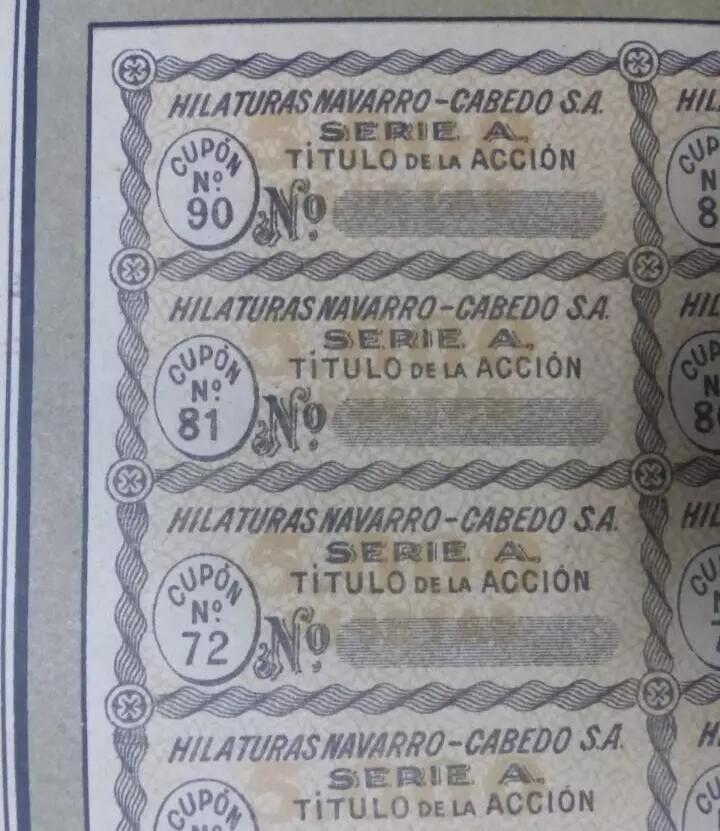 HILATURAS NAVARRO-CABEDO S.A.
SERIE A.
TÍTULO DE LA ACCIÓN
CUPÓN
Nº
90
Nº
HILATURAS NAVARRO-CABEDO S.A.
SERIE A.
TÍTULO DE LA ACCIÓN
CUPÓN
Nº
81
Nº
HILATURAS NAVARRO-CABEDO S.A.
SERIE A.
TÍTULO DE LA ACCIÓN
CUPÓN
Nº
72
Nº
HILATURAS NAVARRO-CABEDO S.A.
SERIE A.
TÍTULO DE LA ACCIÓN
CUPÓN
Nº